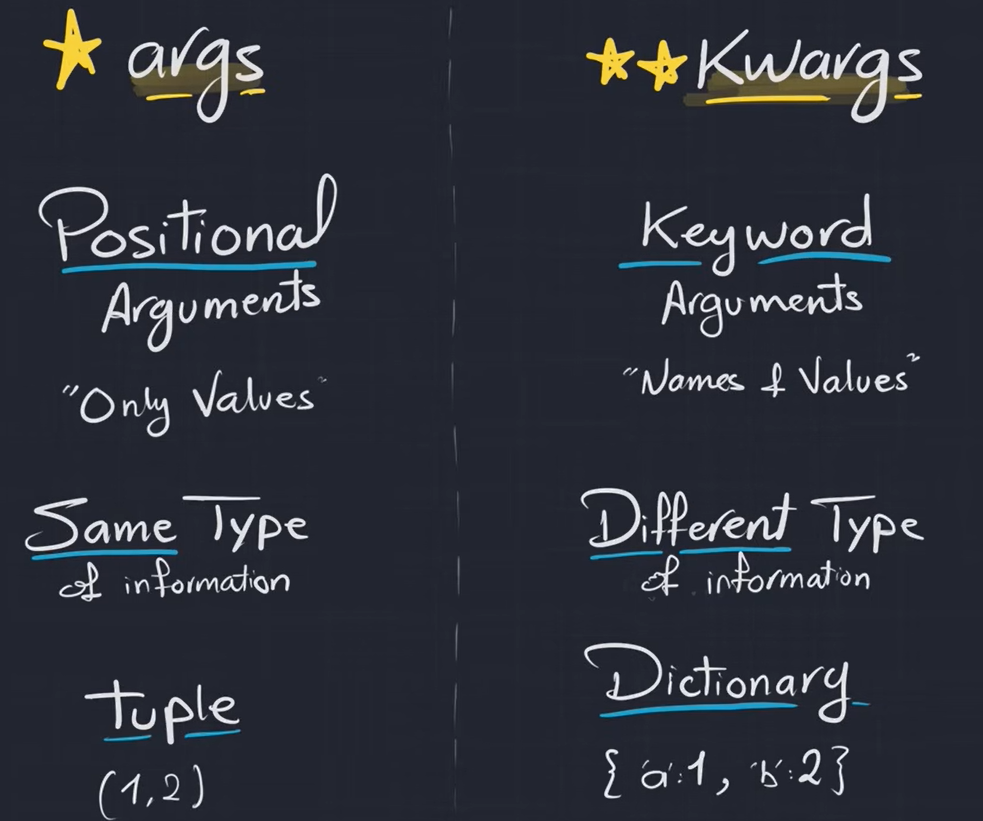 args
Positional
Arguments
"Only Values"
Same Type
of information
Tuple
(1,2)
Kwargs
Keyword
Arguments
"Names & Values"
Different Type
of information
Dictionary
{'a':1, 'b':2}